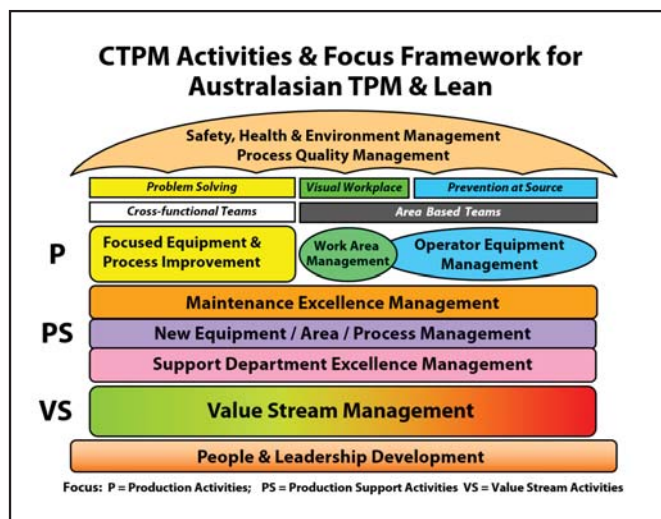 CTPM Activities & Focus Framework for
Australasian TPM & Lean
Safety, Health & Environment Management
Process Quality Management
Problem Solving
Visual Workplace
Prevention at Source
Cross-functional Teams
Area Based Teams
P
Focused Equipment &
Process Improvement
Work Area
Management
Operator Equipment
Management
Maintenance Excellence Management
PS
New Equipment / Area / Process Management
Support Department Excellence Management
VS
Value Stream Management
People & Leadership Development
Focus: P = Production Activities; PS = Production Support Activities VS = Value Stream Activities